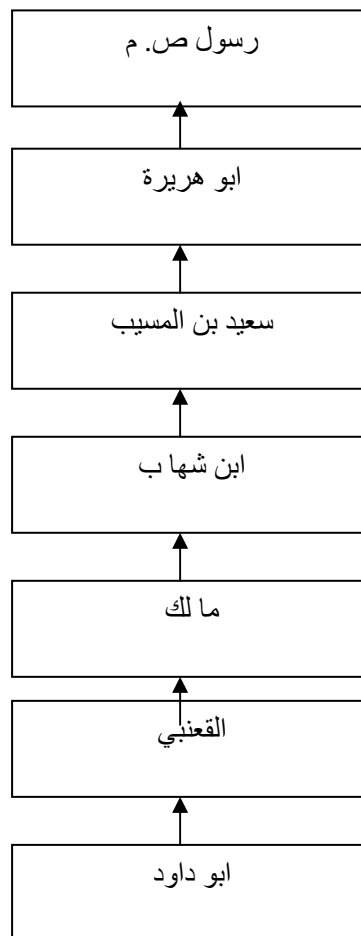 رسول ص. م
ابو هريرة
سعيد بن المسيب
ابن شها ب
ما لك
القعنبي
ابو داود